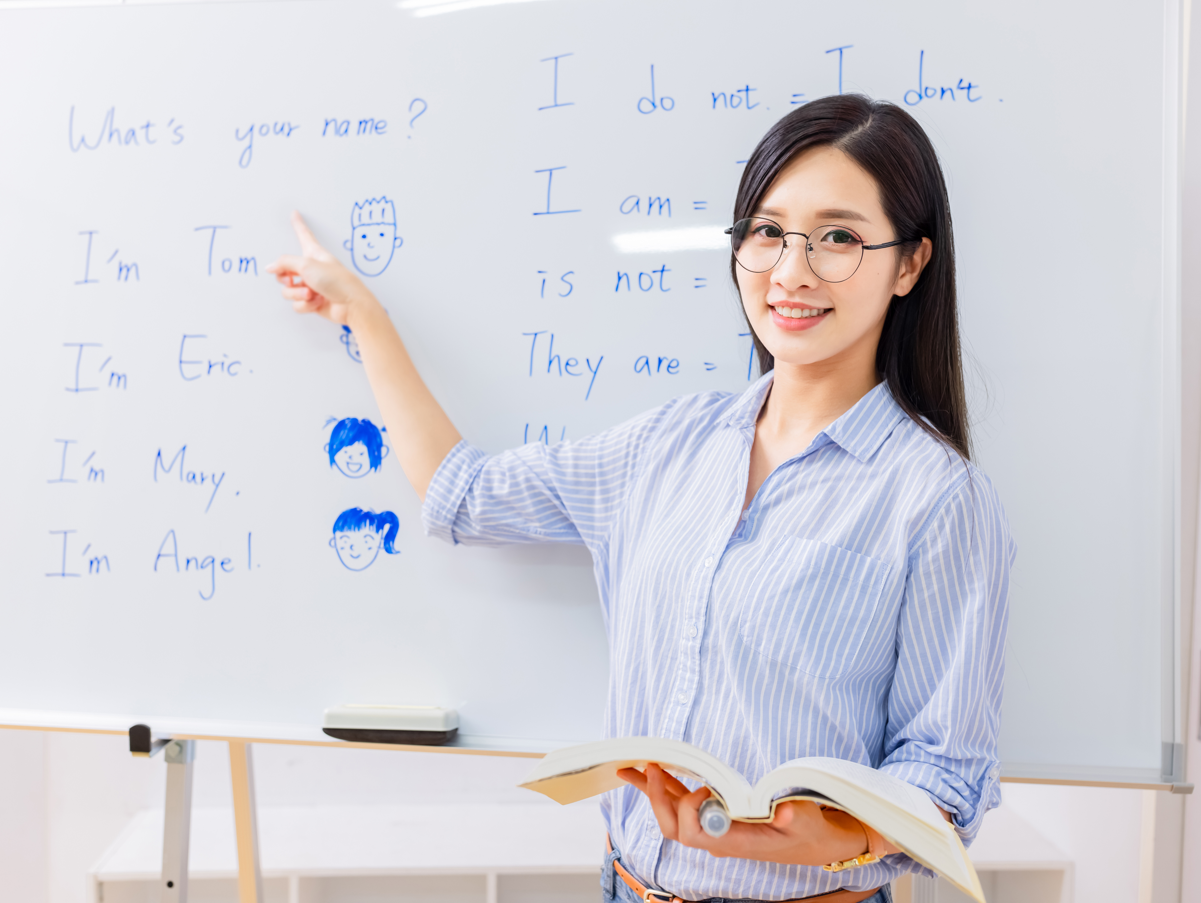 What's your name?
I'm Tom
I'm Eric.
I'm Mary.
I'm Angel.
I do not. = I don't.
I am =
is not =
They are =